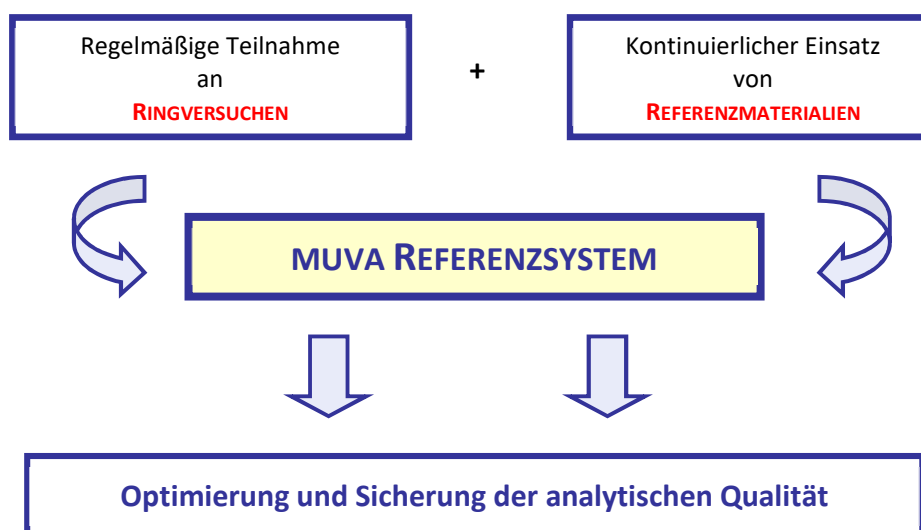 Regelmäßige Teilnahme
an
RINGVERSUCHEN
+
Kontinuierlicher Einsatz
von
REFERENZMATERIALIEN
MUVA REFERENZSYSTEM
Optimierung und Sicherung der analytischen Qualität